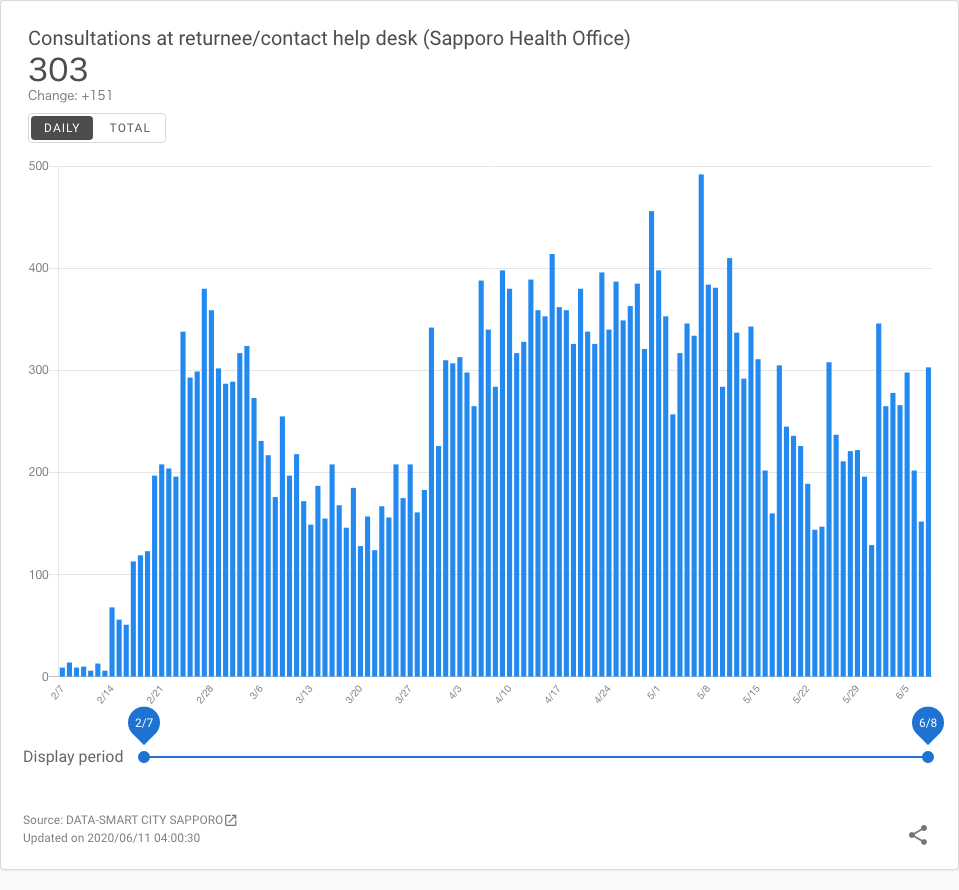 Consultations at returnee/contact help desk (Sapporo Health Office)
303
Change: +151
DAILY TOTAL
500
400
300
200
100
0
2/7 2/14 2/21 2/28 3/6 3/13 3/20 3/27 4/3 4/10 4/17 4/24 5/1 5/8 5/15 5/22 5/29 6/5
2/7 6/8
Display period
Source: DATA-SMART CITY SAPPORO
Updated on 2020/06/11 04:00:30